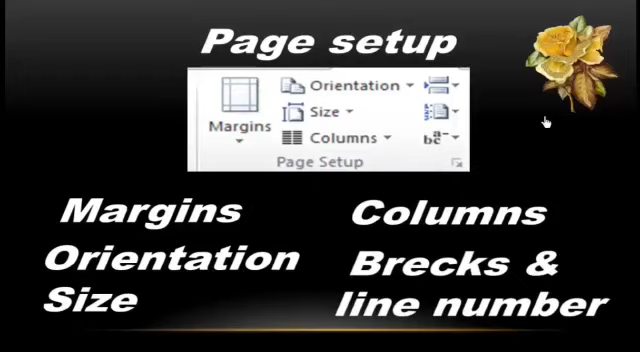 Page setup
Margins
Orientation
Size
Columns
Page Setup
Margins
Orientation
Size
Columns
Brecks &
line number